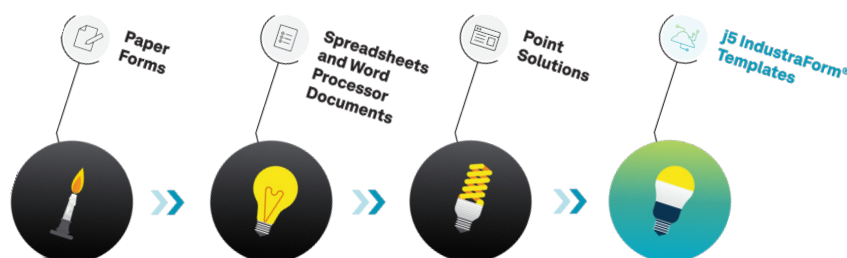 Paper
Forms
Spreadsheets
and Word
Processor
Documents
Point
Solutions
j5 IndustraForm®
Templates